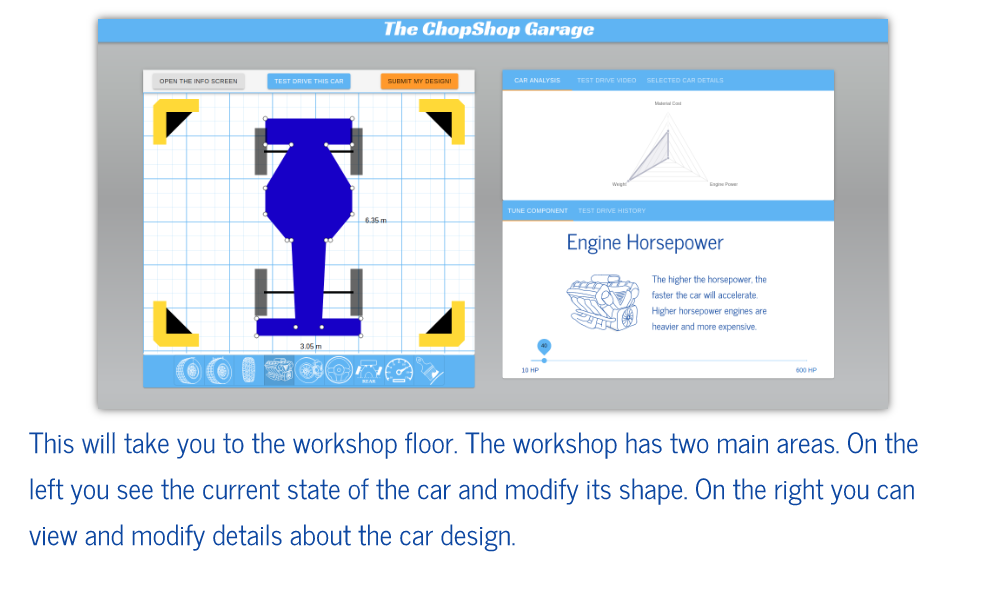 The ChopShop Garage
OPEN THE INFO SCREEN
TEST DRIVE THIS CAR
SUBMIT MY DESIGN!
6.35 m
3.05 m
REAR
CAR ANALYSIS
TEST DRIVE VIDEO
SELECTED CAR DETAILS
Material Cost
Weight
Engine Power
TUNE COMPONENT
TEST DRIVE HISTORY
Engine Horsepower
The higher the horsepower, the
faster the car will accelerate.
Higher horsepower engines are
heavier and more expensive.
40
10 HP
600 HP
This will take you to the workshop floor. The workshop has two main areas. On the
left you see the current state of the car and modify its shape. On the right you can
view and modify details about the car design.